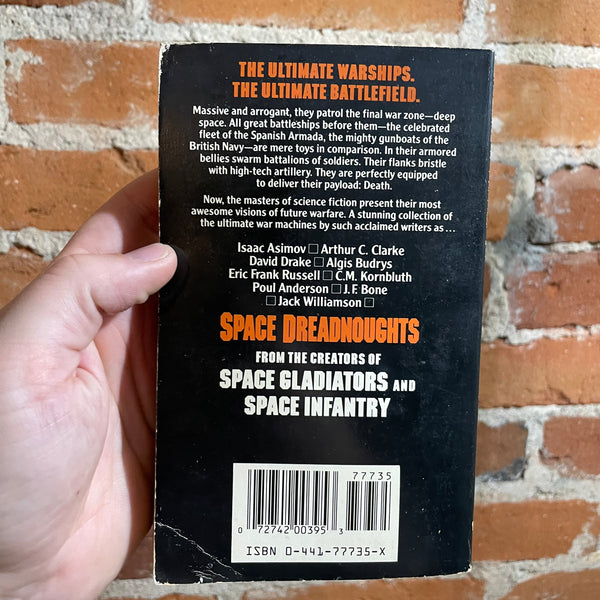 THE ULTIMATE WARSHIPS.
THE ULTIMATE BATTLEFIELD.
Massive and arrogant, they patrol the final war zone—deep
space. All great battleships before them—the celebrated
fleet of the Spanish Armada, the mighty gunboats of the
British Navy—are mere toys in comparison. In their armored
bellies swarm battalions of soldiers. Their flanks bristle
with high-tech artillery. They are perfectly equipped
to deliver their payload: Death.
Now, the masters of science fiction present their most
awesome visions of future warfare. A stunning collection of
the ultimate war machines by such acclaimed writers as ...
Isaac Asimov □ Arthur C. Clarke
David Drake □ Algis Budrys
Eric Frank Russell □ C.M. Kornbluth
Poul Anderson □ J.F. Bone
□ Jack Williamson □
SPACE DREADNOUGHTS
FROM THE CREATORS OF
SPACE GLADIATORS AND
SPACE INFANTRY
77735
0 72742 00395 3
ISBN 0-441-77735-X